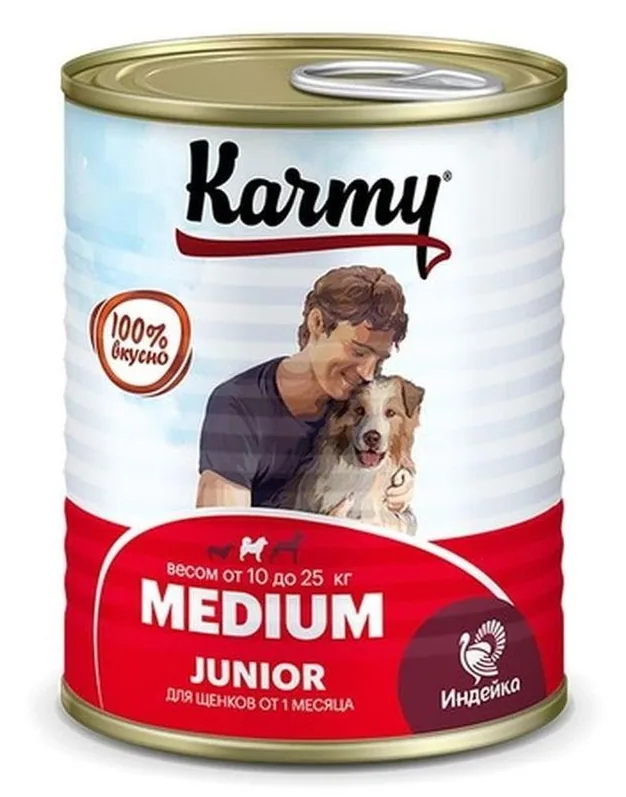 Karmy®
100%
вкусно
весом от 10 до 25 кг
MEDIUM
JUNIOR
ДЛЯ ЩЕНКОВ ОТ 1 МЕСЯЦА
Индейка